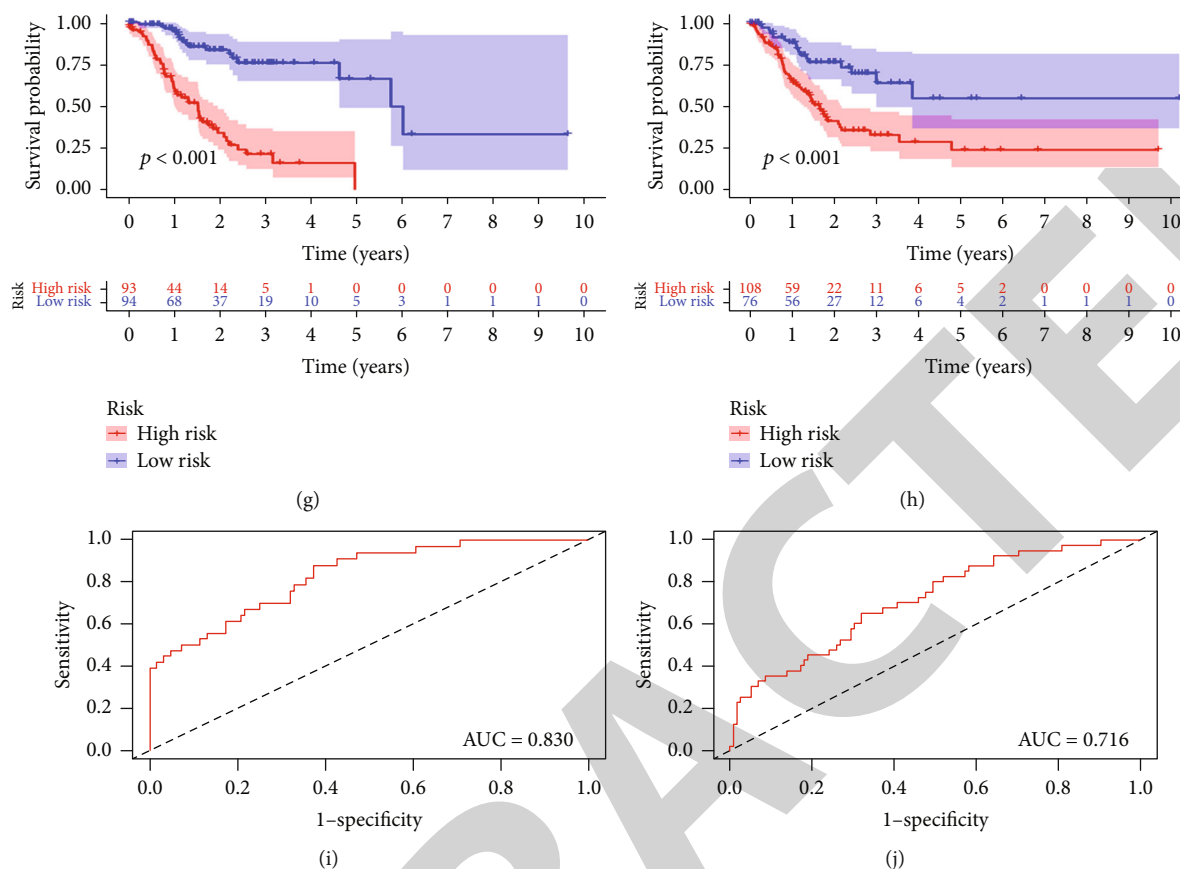 1.00
0.75
0.50
0.25
0.00
Survival probability
p < 0.001
0 1 2 3 4 5 6 7 8 9 10
Time (years)
Risk
High risk 93 44 14 5 1 0 0 0 0 0 0
Low risk 94 68 37 19 10 5 3 1 1 1 0
0 1 2 3 4 5 6 7 8 9 10
Time (years)
Risk
High risk
Low risk
(g)
1.00
0.75
0.50
0.25
0.00
Survival probability
p < 0.001
0 1 2 3 4 5 6 7 8 9 10
Time (years)
Risk
High risk 108 59 22 11 6 5 2 0 0 0 0
Low risk 76 56 27 12 6 4 2 1 1 1 0
0 1 2 3 4 5 6 7 8 9 10
Time (years)
Risk
High risk
Low risk
(h)
1.0
0.8
0.6
0.4
0.2
0.0
Sensitivity
AUC = 0.830
0.0 0.2 0.4 0.6 0.8 1.0
1–specificity
(i)
1.0
0.8
0.6
0.4
0.2
0.0
Sensitivity
AUC = 0.716
0.0 0.2 0.4 0.6 0.8 1.0
1–specificity
(j)